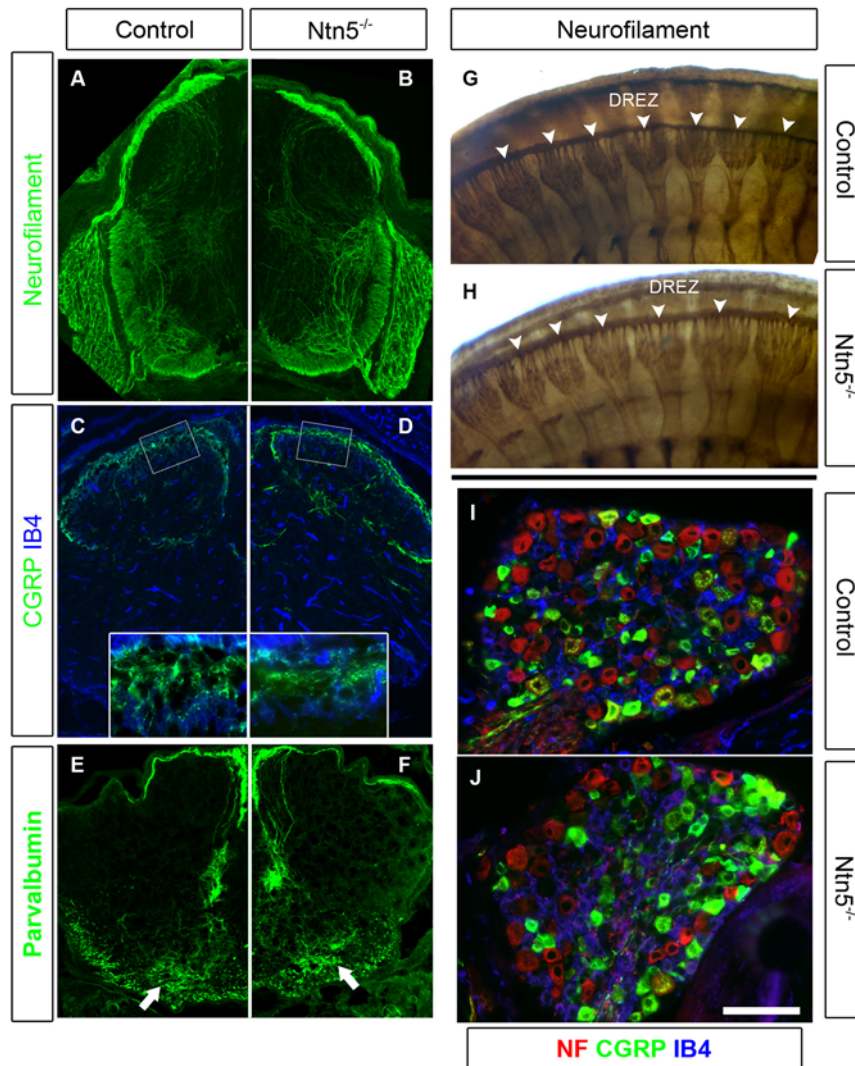 Control
Ntn5-/-
Neurofilament
A
B
Neurofilament
C
D
CGRP IB4
E
F
Parvalbumin
G
DREZ
Control
H
DREZ
Ntn5-/-
I
Control
J
Ntn5-/-
NF CGRP IB4